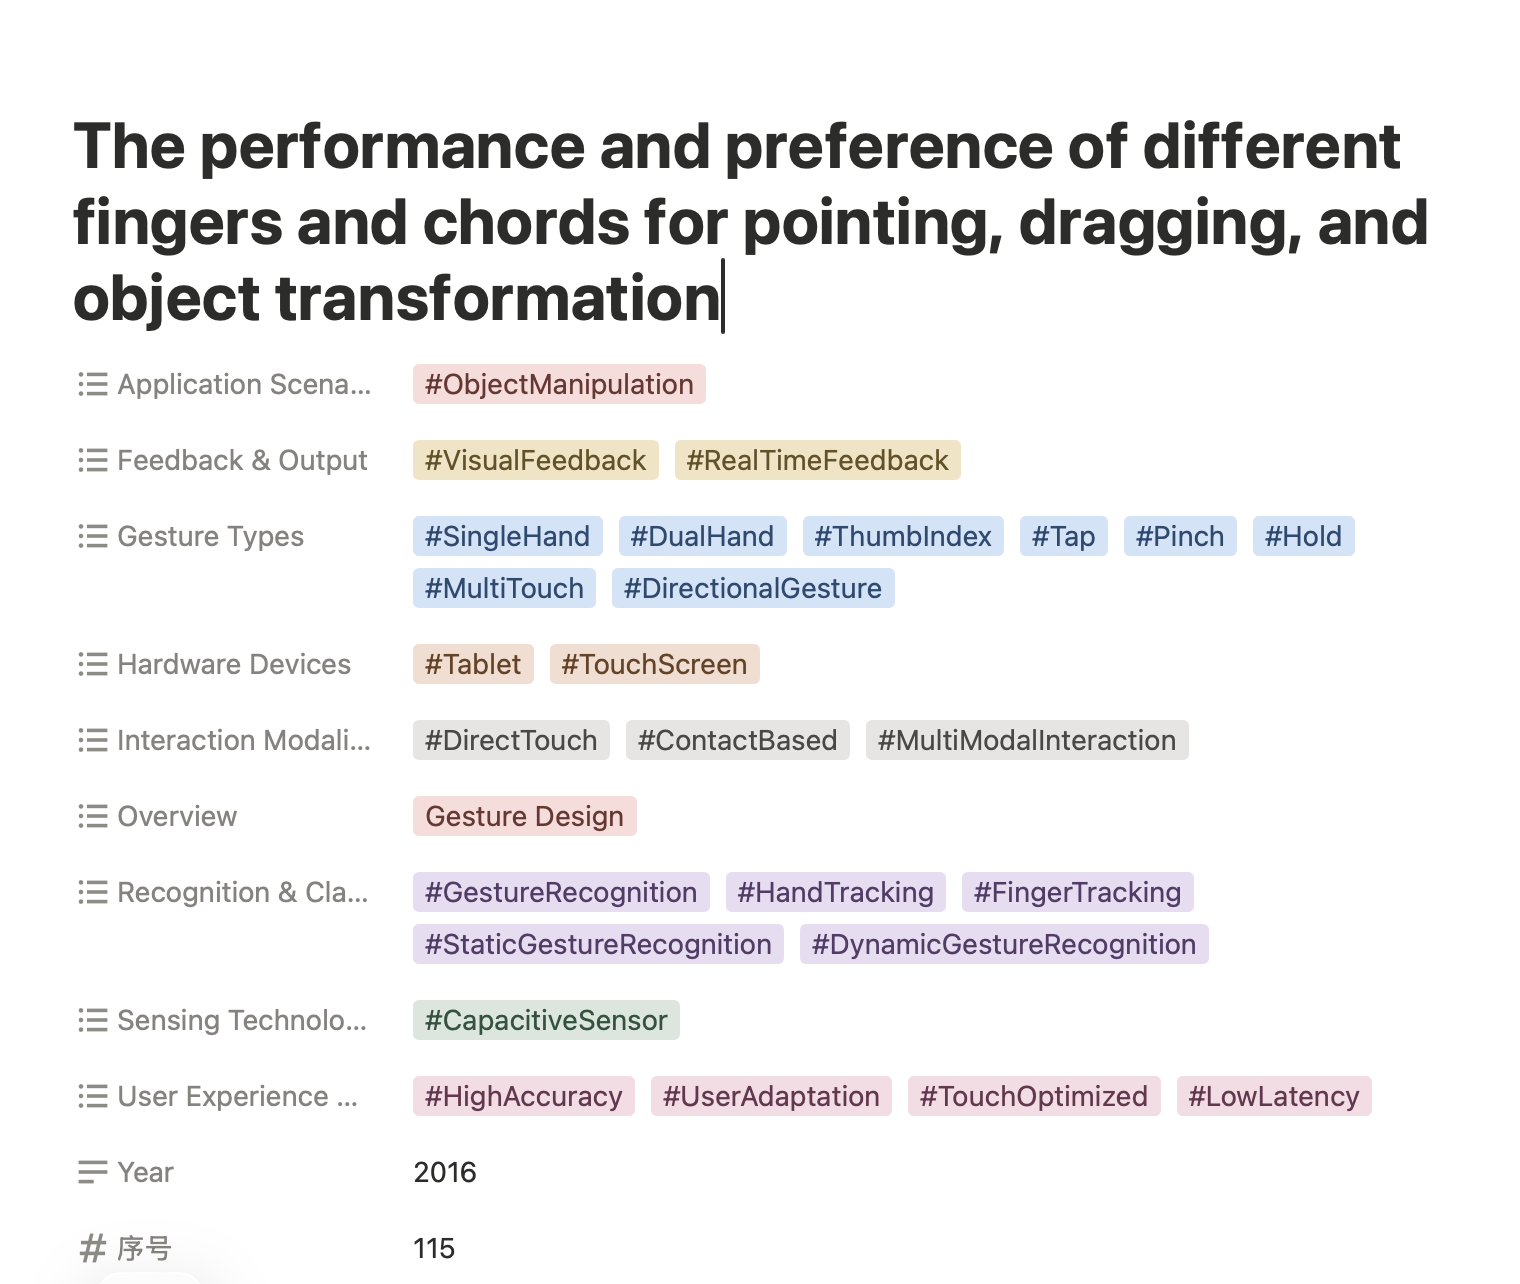 The performance and preference of different
fingers and chords for pointing, dragging, and
object transformation
Application Scena... #ObjectManipulation
Feedback & Output #VisualFeedback #RealTimeFeedback
Gesture Types #SingleHand #DualHand #ThumbIndex #Tap #Pinch #Hold
#MultiTouch #DirectionalGesture
Hardware Devices #Tablet #TouchScreen
Interaction Modali... #DirectTouch #ContactBased #MultiModalInteraction
Overview Gesture Design
Recognition & Cla... #GestureRecognition #HandTracking #FingerTracking
#StaticGestureRecognition #DynamicGestureRecognition
Sensing Technolo... #CapacitiveSensor
User Experience ... #HighAccuracy #UserAdaptation #TouchOptimized #LowLatency
Year 2016
序号 115